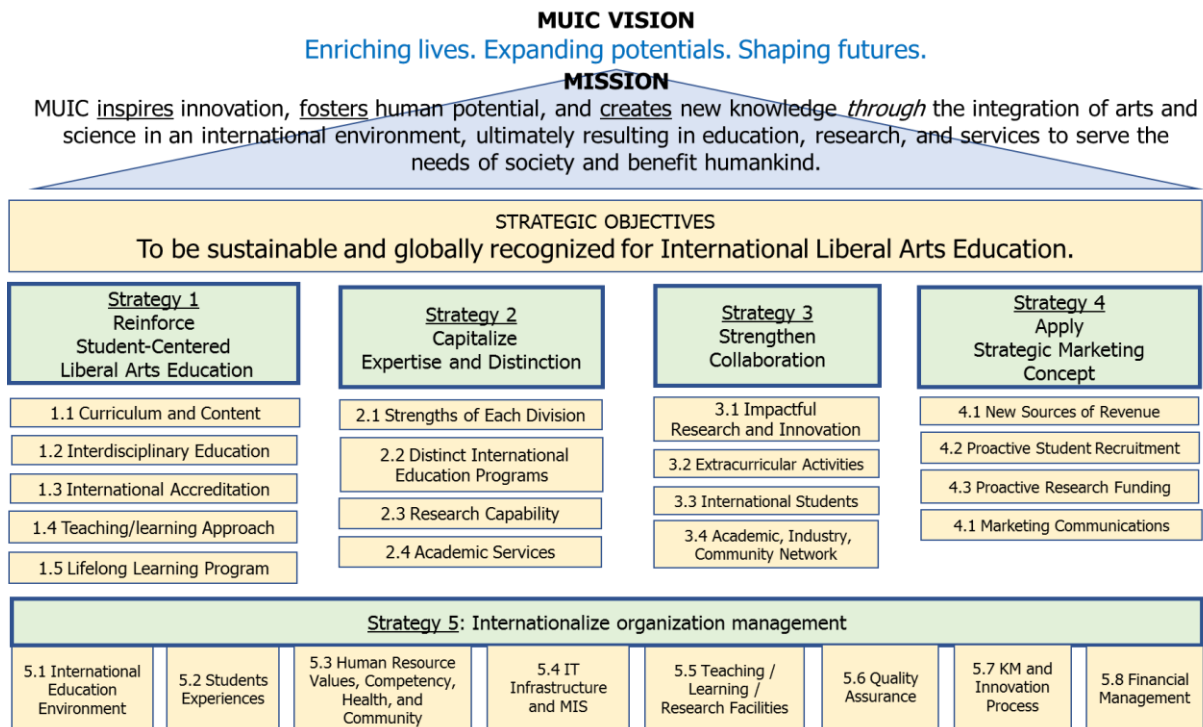 MUIC VISION
Enriching lives. Expanding potentials. Shaping futures.
MISSION
MUIC inspires innovation, fosters human potential, and creates new knowledge through the integration of arts and
science in an international environment, ultimately resulting in education, research, and services to serve the
needs of society and benefit humankind.
STRATEGIC OBJECTIVES
To be sustainable and globally recognized for International Liberal Arts Education.
Strategy 1
Reinforce
Student-Centered
Liberal Arts Education
1.1 Curriculum and Content
1.2 Interdisciplinary Education
1.3 International Accreditation
1.4 Teaching/learning Approach
1.5 Lifelong Learning Program
Strategy 2
Capitalize
Expertise and Distinction
2.1 Strengths of Each Division
2.2 Distinct International
Education Programs
2.3 Research Capability
2.4 Academic Services
Strategy 3
Strengthen
Collaboration
3.1 Impactful
Research and Innovation
3.2 Extracurricular Activities
3.3 International Students
3.4 Academic, Industry,
Community Network
Strategy 4
Apply
Strategic Marketing
Concept
4.1 New Sources of Revenue
4.2 Proactive Student Recruitment
4.3 Proactive Research Funding
4.1 Marketing Communications
Strategy 5: Internationalize organization management
5.1 International
Education
Environment
5.2 Students
Experiences
5.3 Human Resource
Values, Competency,
Health, and
Community
5.4 IT
Infrastructure
and MIS
5.5 Teaching /
Learning /
Research Facilities
5.6 Quality
Assurance
5.7 KM and
Innovation
Process
5.8 Financial
Management